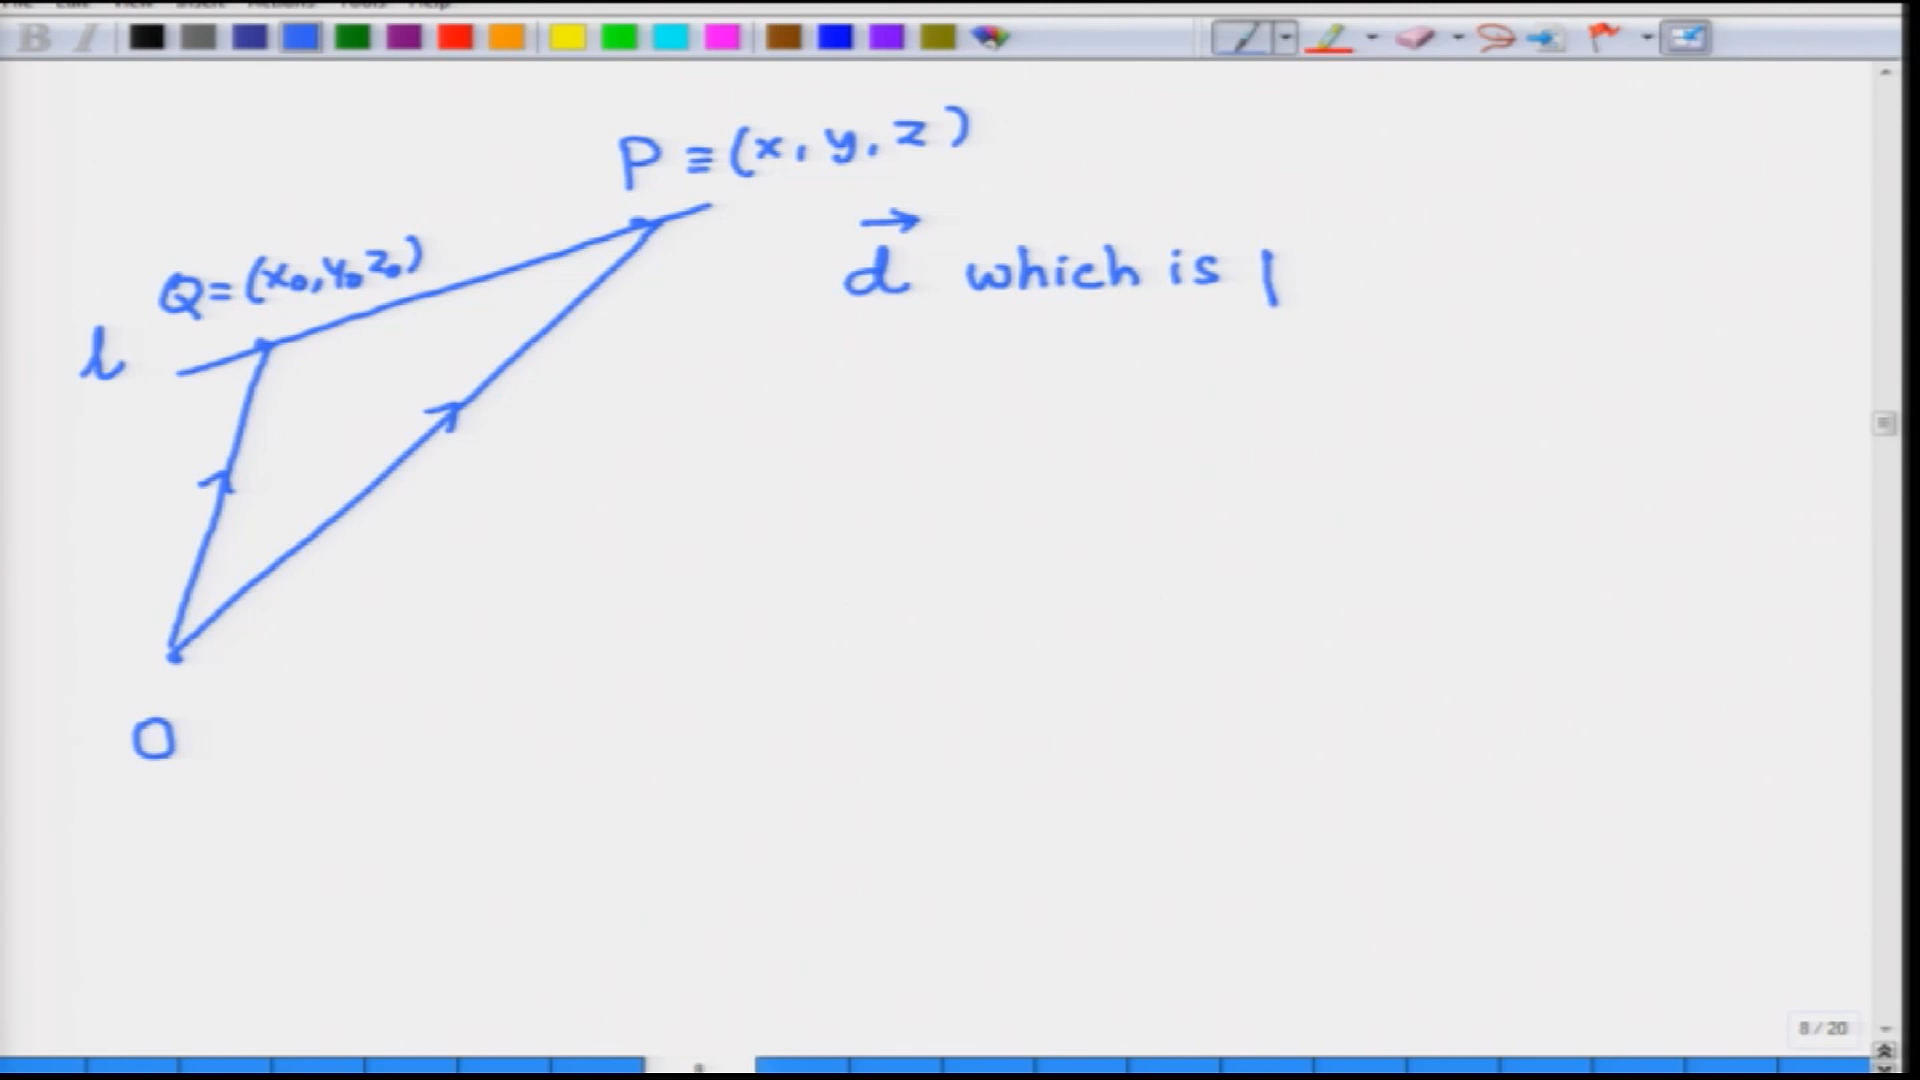 B I
P ≡ (x, y, z)
Q = (x₀, y₀ z₀)
d⃗ which is
l
O
8 / 20